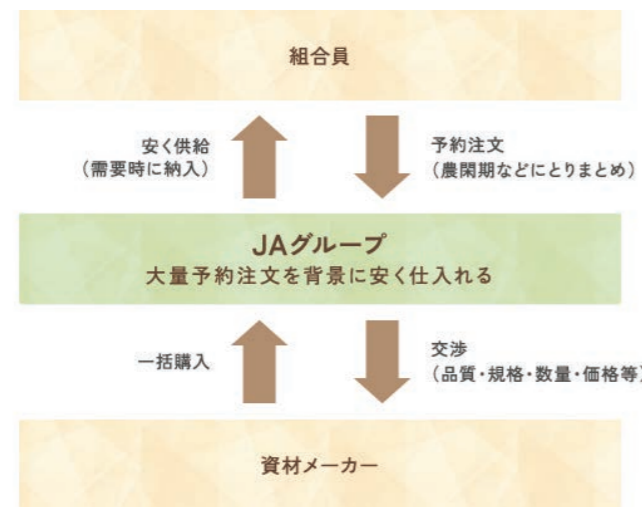 組合員
安く供給
(需要時に納入)
予約注文
(農閑期などにとりまとめ)
JAグループ
大量予約注文を背景に安く仕入れる
一括購入
交渉
(品質・規格・数量・価格等)
資材メーカー